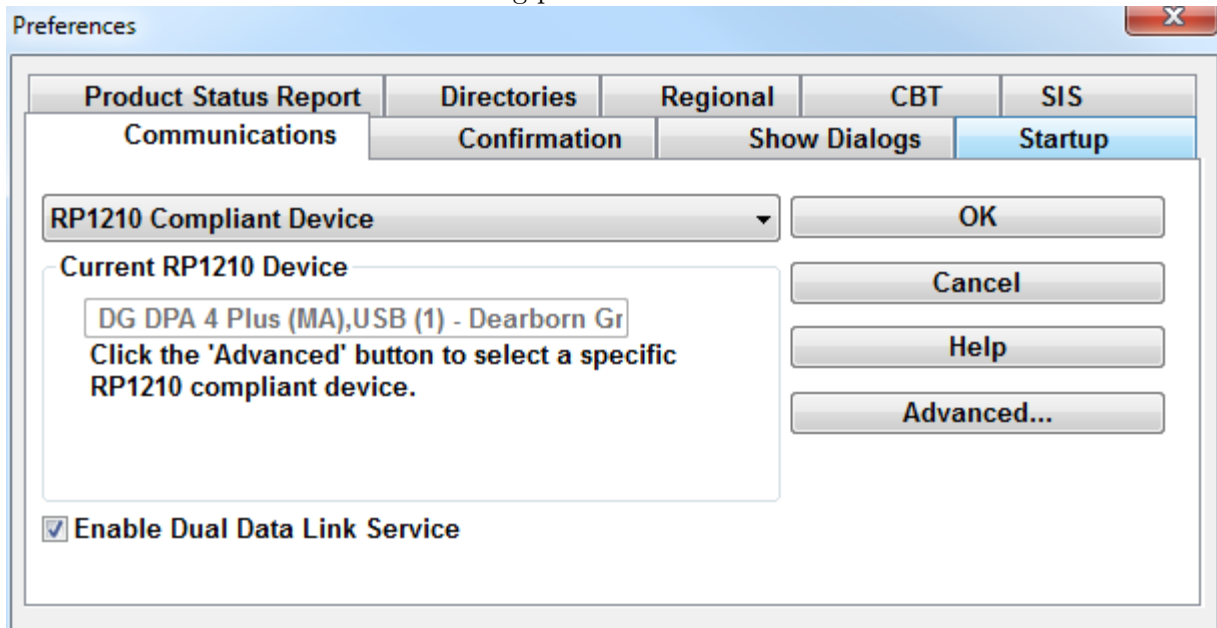 Preferences
X
Product Status Report Directories Regional CBT SIS
Communications Confirmation Show Dialogs Startup
RP1210 Compliant Device
OK
Current RP1210 Device
Cancel
DG DPA 4 Plus (MA),USB (1) - Dearborn Gr
Click the 'Advanced' button to select a specific
RP1210 compliant device.
Help
Advanced...
Enable Dual Data Link Service